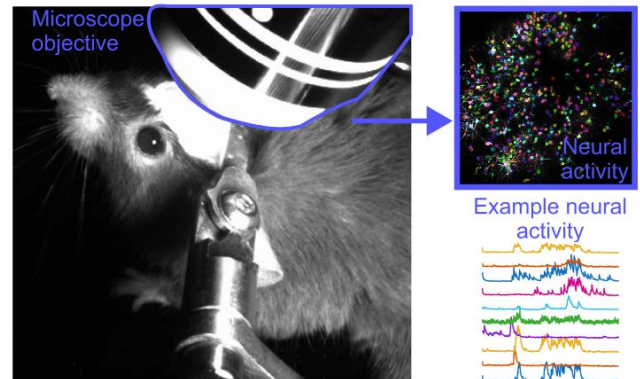 Microscope
objective
Neural
activity
Example neural
activity